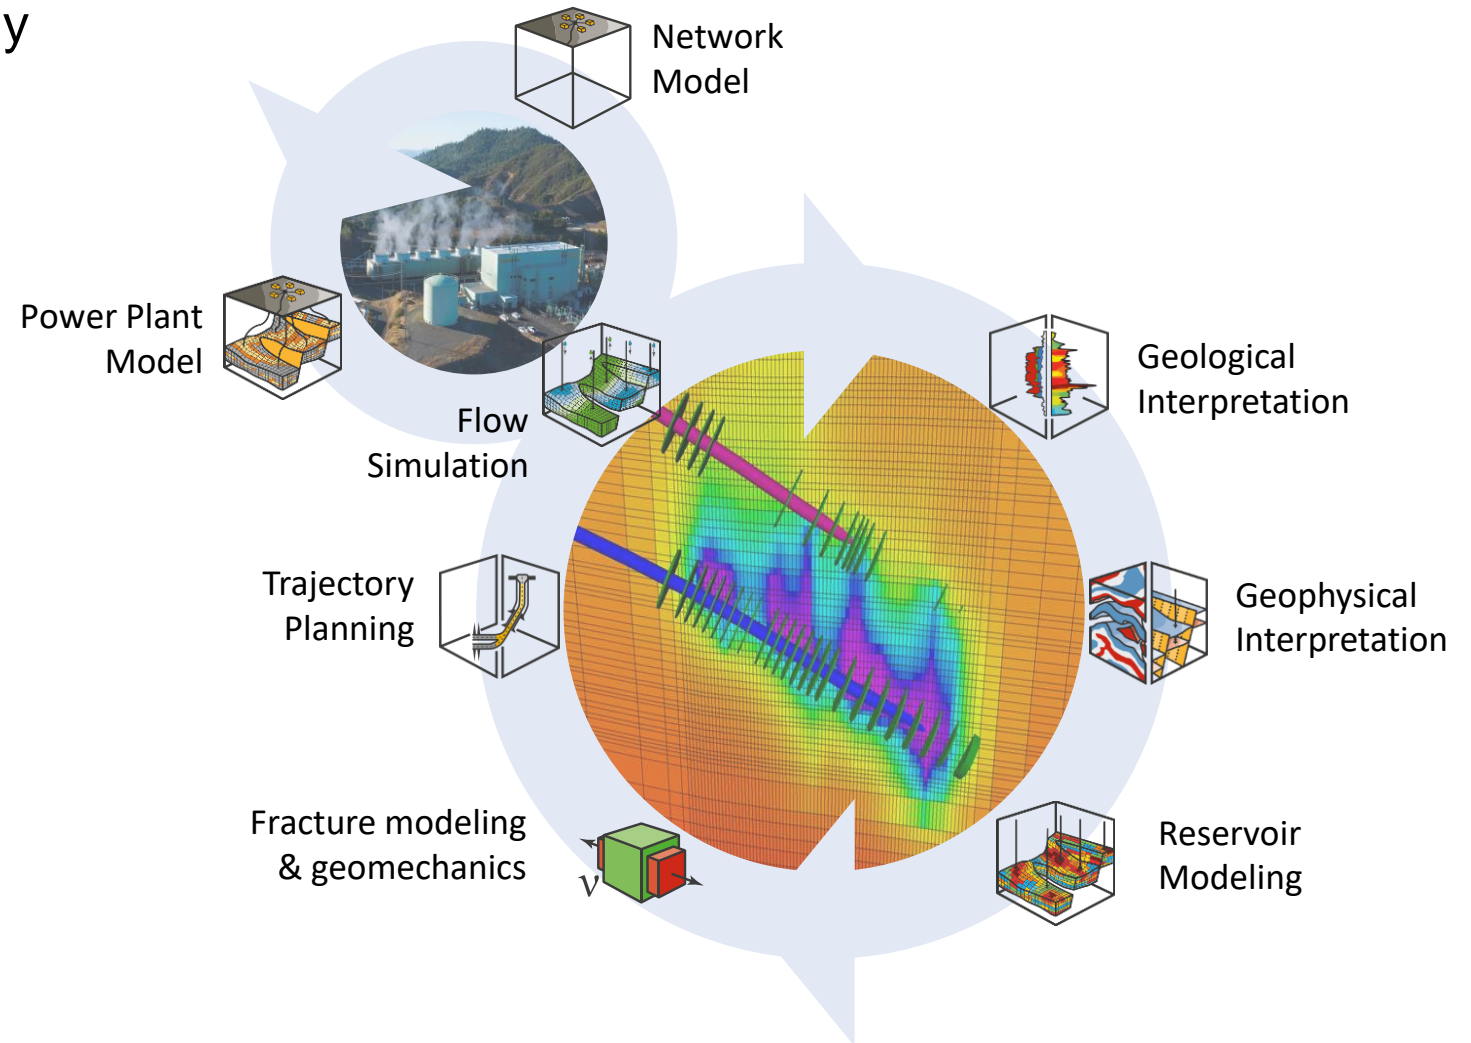 y
Network
Model
Power Plant
Model
Flow
Simulation
Geological
Interpretation
Trajectory
Planning
Geophysical
Interpretation
Fracture modeling
& geomechanics
ν
Reservoir
Modeling